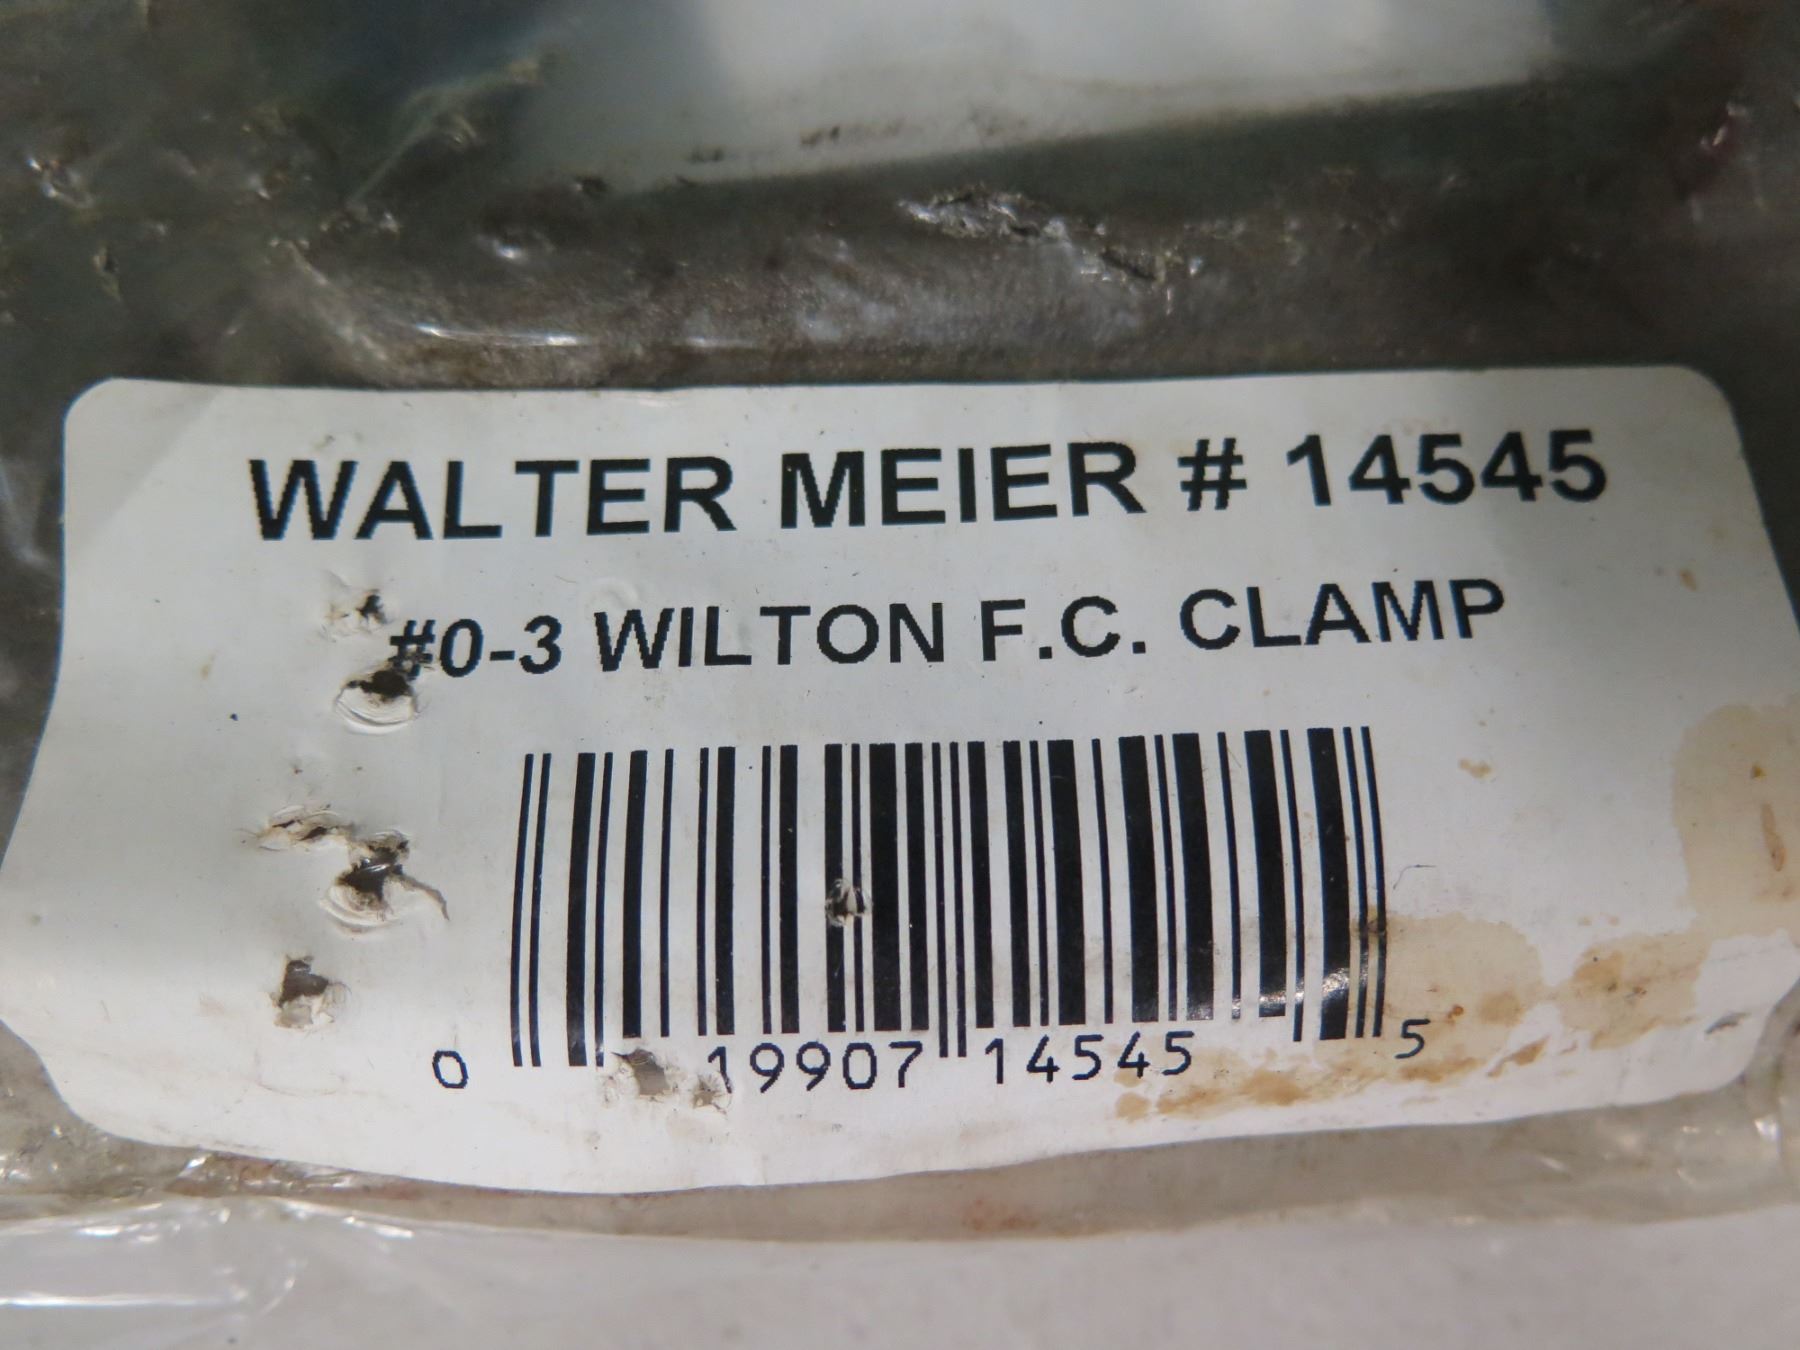 WALTER MEIER # 14545
#0-3 WILTON F.C. CLAMP
0 19907 14545 5